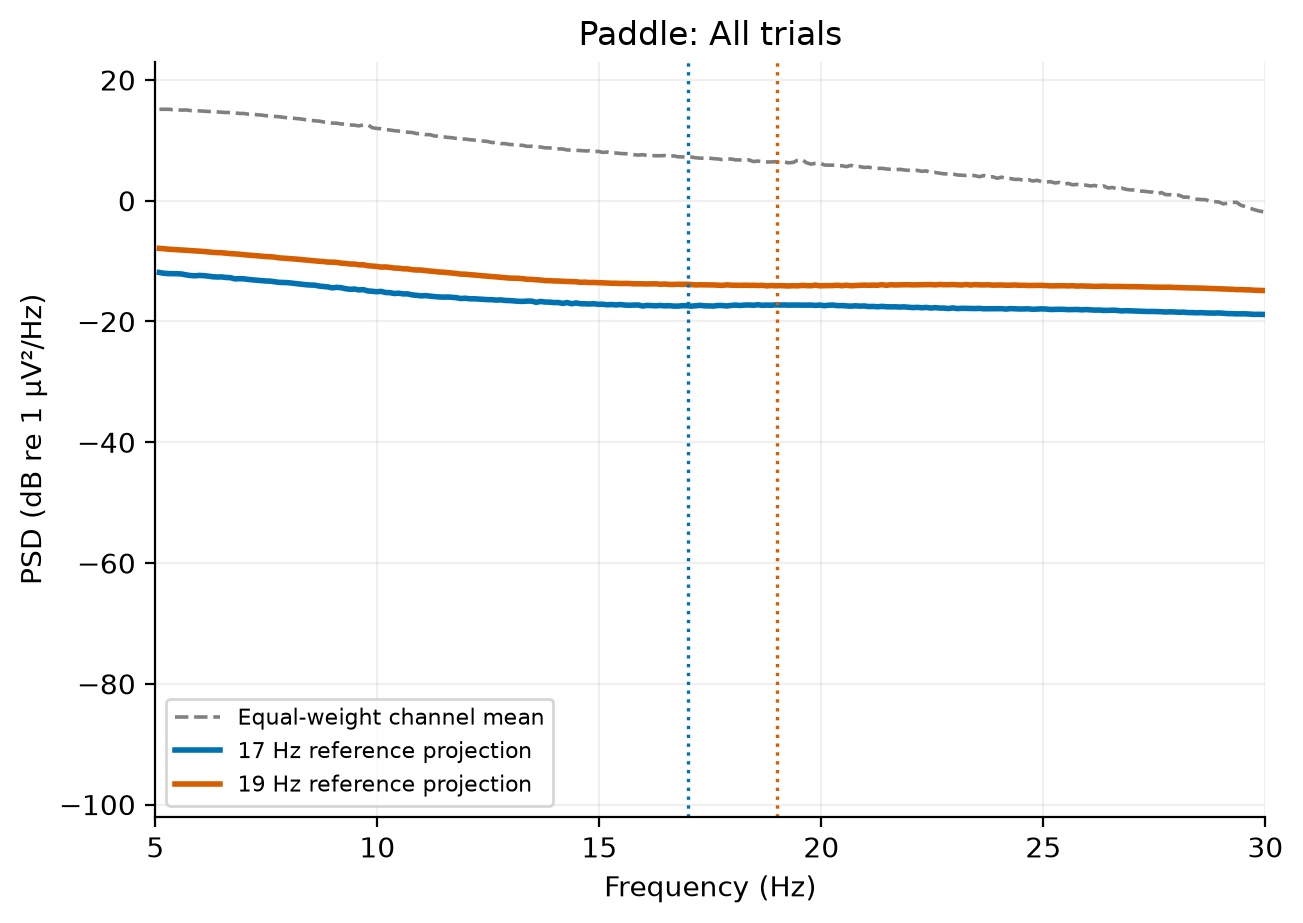 Paddle: All trials
20
0
−20
−40
−60
−80
−100
PSD (dB re 1 µV²/Hz)
Equal-weight channel mean
17 Hz reference projection
19 Hz reference projection
5 10 15 20 25 30
Frequency (Hz)